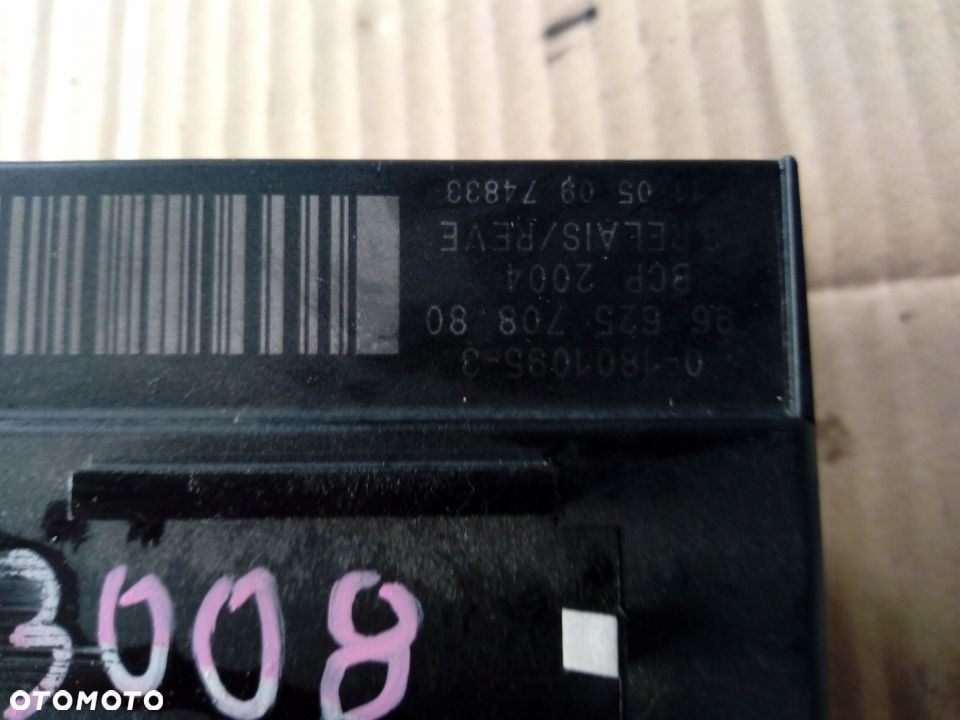 0-1801095-3
96 625 708 80
BCP 2004
3 RELAIS/REVE
11 05 09 74833
3008
OTOMOTO